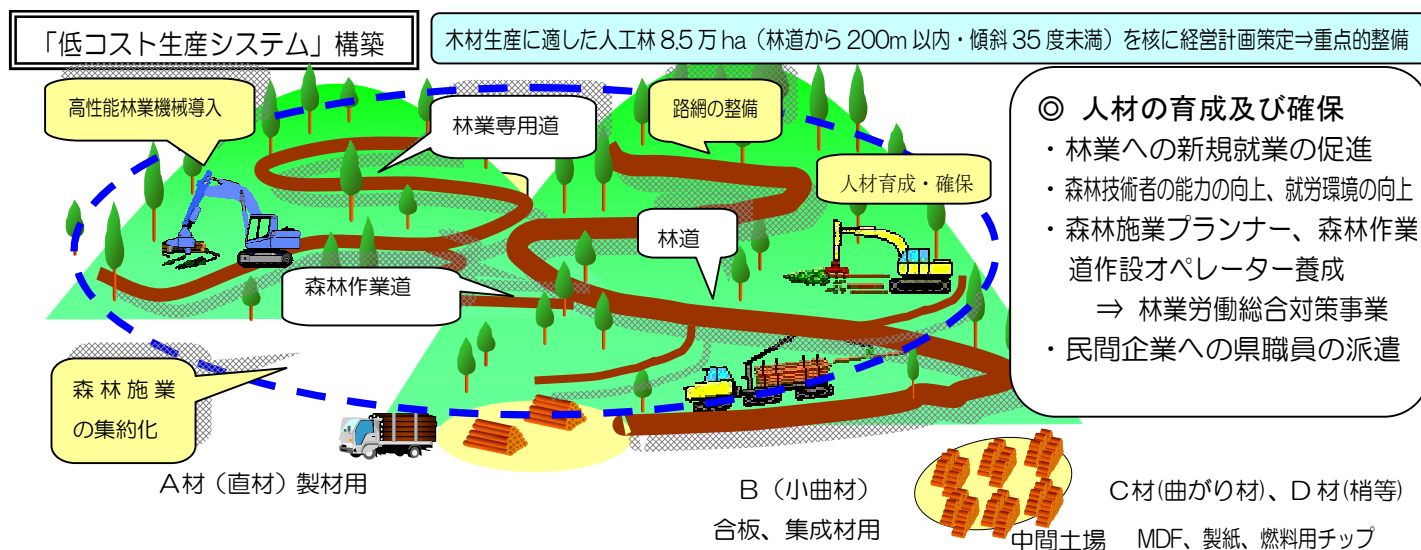 「低コスト生産システム」構築
木材生産に適した人工林 8.5 万 ha（林道から 200m 以内・傾斜 35 度未満）を核に経営計画策定⇒重点的整備
高性能林業機械導入
林業専用道
路網の整備
人材育成・確保
林道
森林作業道
森林施業
の集約化
◎ 人材の育成及び確保
・林業への新規就業の促進
・森林技術者の能力の向上、就労環境の向上
・森林施業プランナー、森林作業
道作設オペレーター養成
⇒ 林業労働総合対策事業
・民間企業への県職員の派遣
A材（直材）製材用
B（小曲材）
合板、集成材用
C材(曲がり材)、D 材(梢等)
中間土場
MDF、製紙、燃料用チップ